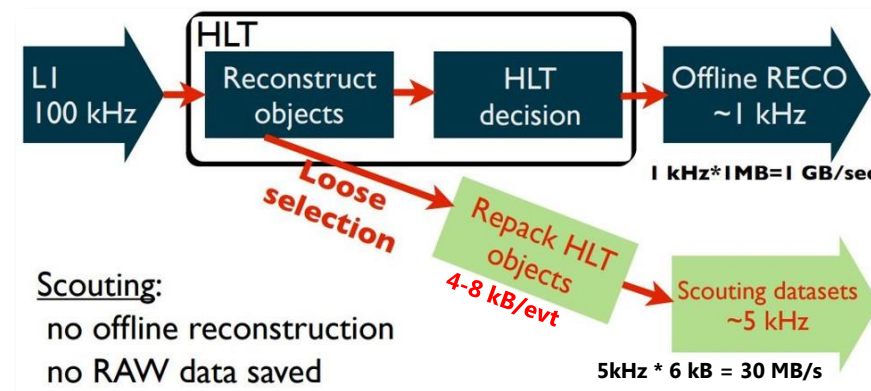 HLT
L1
100 kHz
Reconstruct
objects
HLT
decision
Offline RECO
~1 kHz
1 kHz*1MB=1 GB/sec
Loose
selection
Repack HLT
objects
4-8 kB/evt
Scouting datasets
~5 kHz
5kHz * 6 kB = 30 MB/s
Scouting:
no offline reconstruction
no RAW data saved